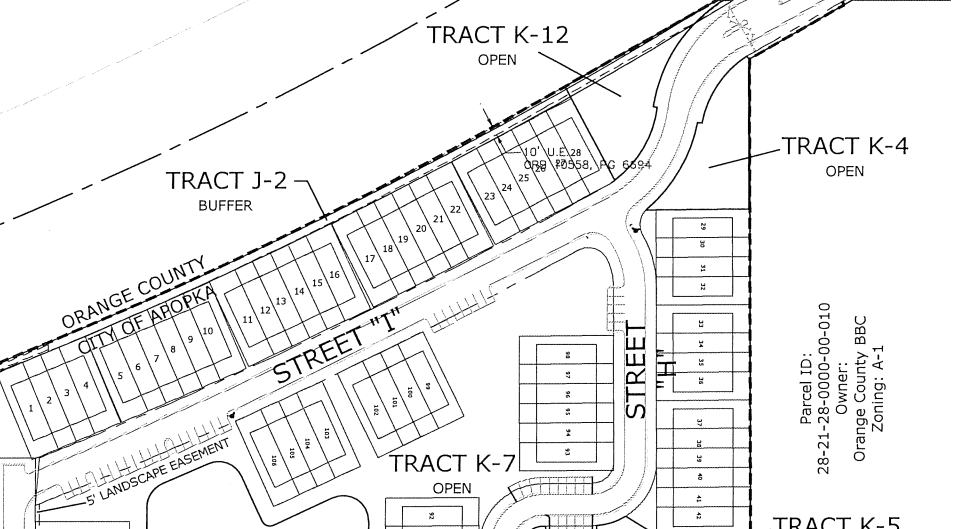 TRACT K-12
OPEN
10' U.E.
ORB 10558, PG 6594
TRACT K-4
OPEN
TRACT J-2
BUFFER
ORANGE COUNTY
CITY OF APOPKA
1
2
3
4
5
6
7
8
9
10
11
12
13
14
15
16
17
18
19
20
21
22
23
24
25
26
27
28
29
30
31
32
33
34
35
36
37
38
39
40
41
42
STREET "I"
STREET "H"
98
97
96
95
94
93
99
100
101
102
103
104
105
106
5' LANDSCAPE EASEMENT
TRACT K-7
OPEN
92
Parcel ID:
28-21-28-0000-00-010
Owner:
Orange County BBC
Zoning: A-1
TRACT K-5